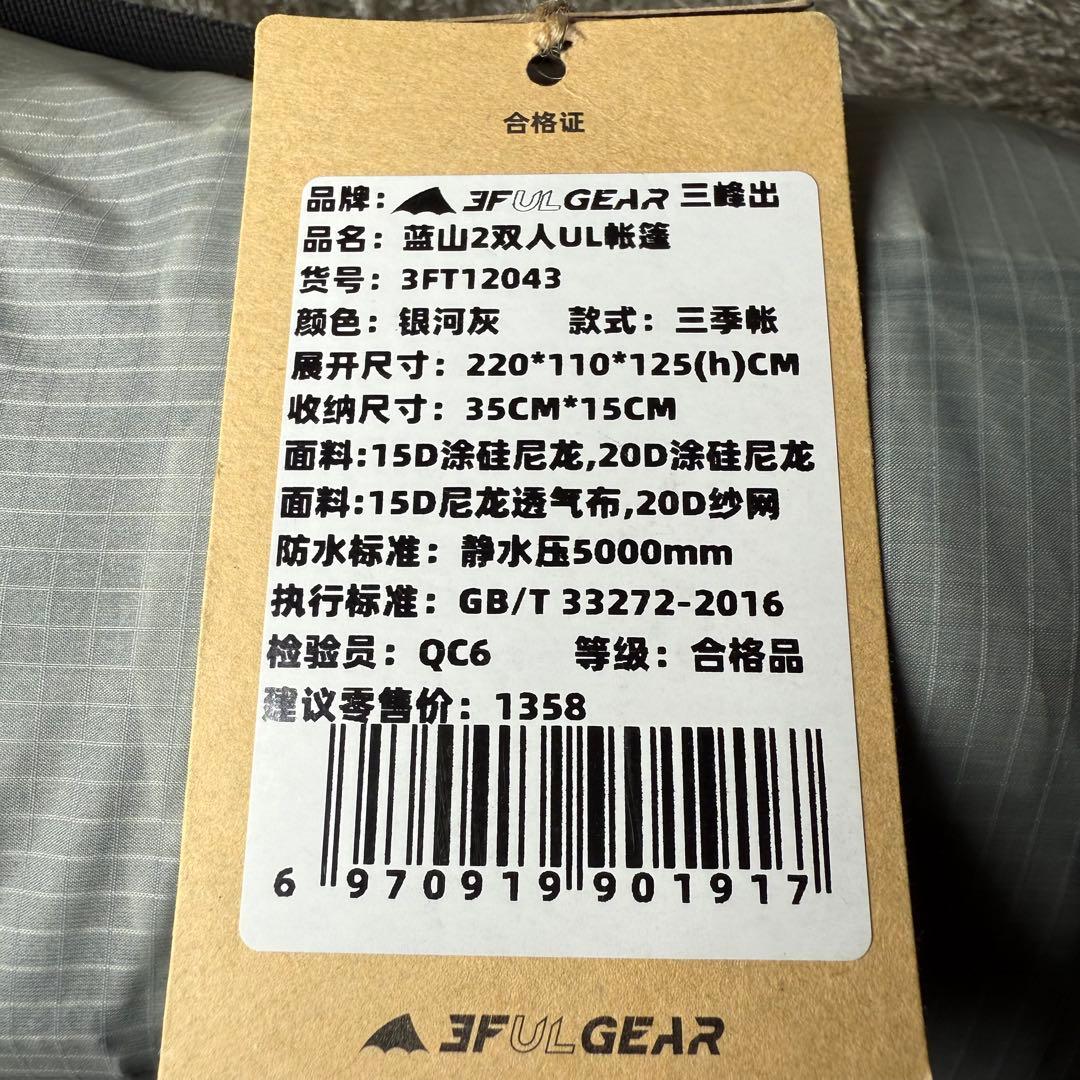 合格证
品牌: 3F UL GEAR 三峰出
品名：蓝山2双人UL帐篷
货号：3FT12043
颜色：银河灰 款式：三季帐
展开尺寸：220*110*125(h)CM
收纳尺寸：35CM*15CM
面料:15D涂硅尼龙,20D涂硅尼龙
面料:15D尼龙透气布,20D纱网
防水标准：静水压5000mm
执行标准：GB/T 33272-2016
检验员：QC6 等级：合格品
建议零售价：1358
6 970919 901917
3F UL GEAR